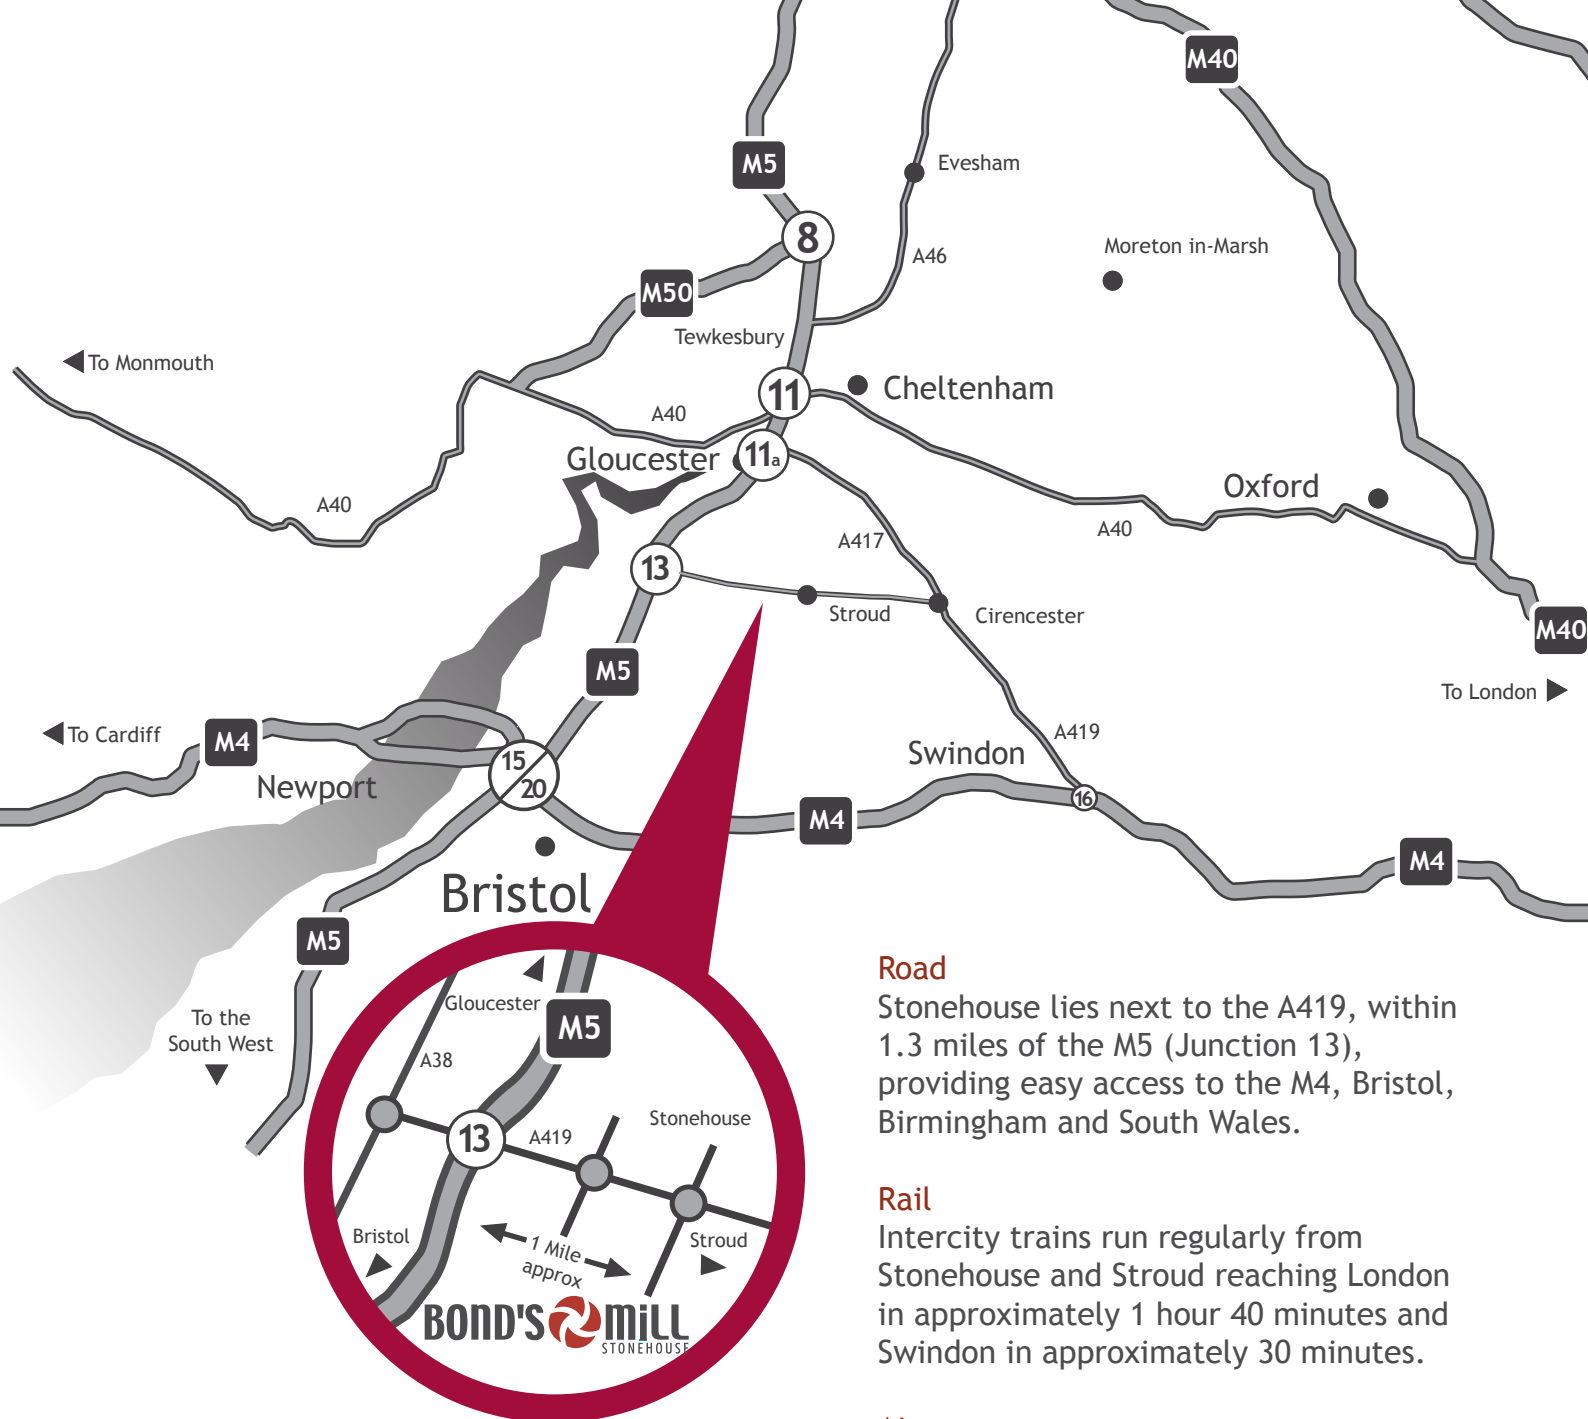 M40
M5
Evesham
8
Moreton in-Marsh
A46
M50
Tewkesbury
To Monmouth
11
Cheltenham
A40
Gloucester
11a
Oxford
A40
A417
A40
13
Stroud
Cirencester
M40
M5
To London
To Cardiff
M4
A419
Swindon
15
20
Newport
16
M4
M4
Bristol
M5
To the
South West
Gloucester
M5
A38
13
A419
Stonehouse
Bristol
1 Mile
approx
Stroud
BOND'S MiLL
STONEHOUSE
Road
Stonehouse lies next to the A419, within
1.3 miles of the M5 (Junction 13),
providing easy access to the M4, Bristol,
Birmingham and South Wales.
Rail
Intercity trains run regularly from
Stonehouse and Stroud reaching London
in approximately 1 hour 40 minutes and
Swindon in approximately 30 minutes.